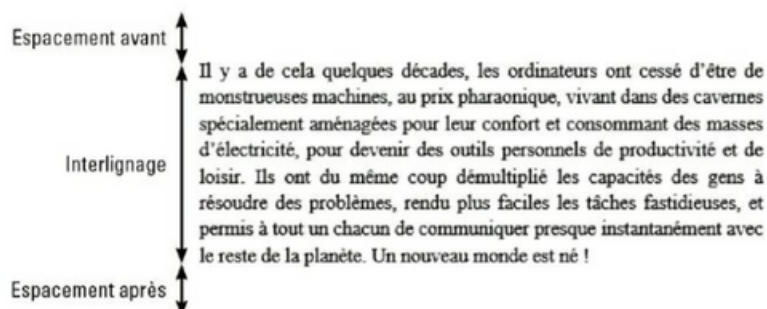 Espacement avant
Il y a de cela quelques décades, les ordinateurs ont cessé d'être de
monstrueuses machines, au prix pharaonique, vivant dans des cavernes
spécialement aménagées pour leur confort et consommant des masses
d'électricité, pour devenir des outils personnels de productivité et de
Interlignage
loisir. Ils ont du même coup démultiplié les capacités des gens à
résoudre des problèmes, rendu plus faciles les tâches fastidieuses, et
permis à tout un chacun de communiquer presque instantanément avec
le reste de la planète. Un nouveau monde est né !
Espacement après